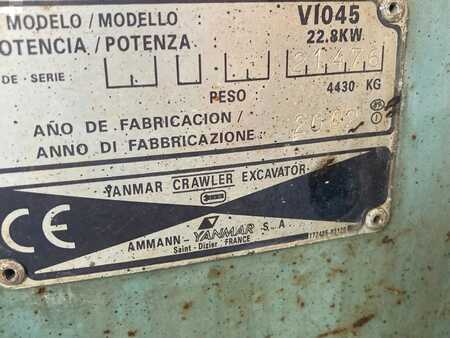 MODELO / MODELLO VIO45
OTENCIA / POTENZA 22.8KW
DE - SERIE 21476
PESO 4430 KG
AÑO DE FABRICACION /
ANNO DI FABBRICAZIONE
YANMAR CRAWLER EXCAVATOR
CE
AMMANN - YANMAR S.A
Saint - Dizier FRANCE